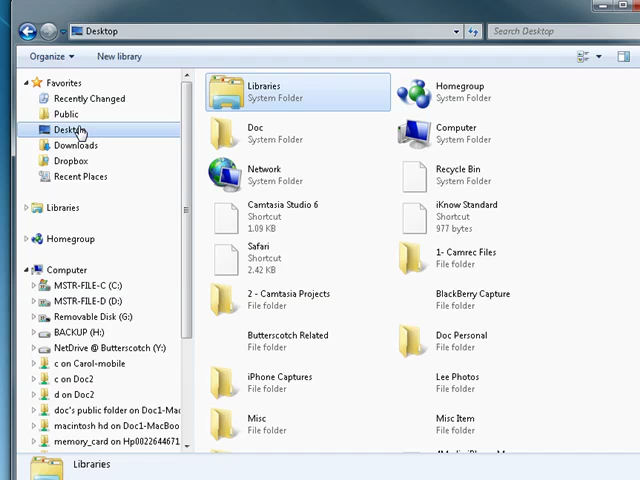 Desktop
Search Desktop
Organize
New library
Favorites
Recently Changed
Public
Desktop
Downloads
Dropbox
Recent Places
Libraries
Homegroup
Computer
MSTR-FILE-C (C:)
MSTR-FILE-D (D:)
Removable Disk (G:)
BACKUP (H:)
NetDrive @ Butterscotch (Y:)
c on Carol-mobile
c on Doc2
d on Doc2
doc's public folder on Doc1-Mac
macintosh hd on Doc1-MacBoo
memory_card on Hp0022644671
Libraries
System Folder
Homegroup
System Folder
Doc
System Folder
Computer
System Folder
Network
System Folder
Recycle Bin
System Folder
Camtasia Studio 6
Shortcut
1.09 KB
iKnow Standard
Shortcut
977 bytes
Safari
Shortcut
2.42 KB
1- Camrec Files
File folder
2 - Camtasia Projects
File folder
BlackBerry Capture
File folder
Butterscotch Related
File folder
Doc Personal
File folder
iPhone Captures
File folder
Lee Photos
File folder
Misc
File folder
Misc Item
File folder
Libraries